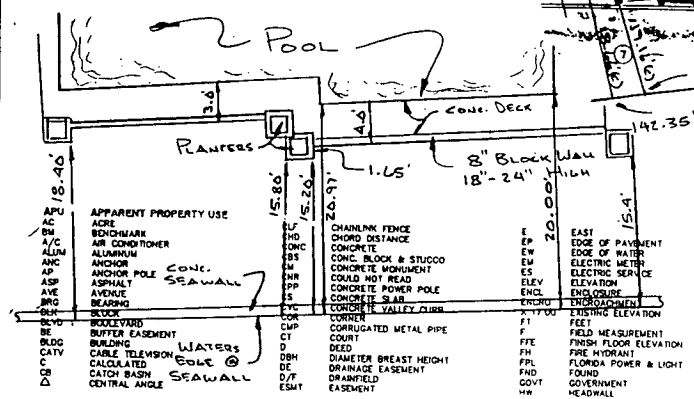 POOL
7
3.0'
4.0'
CONC. DECK
142.35'
PLANTERS
1.65'
8" BLOCK WALL
18"-24" HIGH
18.40'
15.80'
15.20'
20.97'
20.00'
15.4'
APU APPARENT PROPERTY USE
AC ACRE
BM BENCHMARK
A/C AIR CONDITIONER
ALUM ALUMINUM
ANC ANCHOR
AP ANCHOR POLE
ASP ASPHALT
AVE AVENUE
BRG BEARING
BLK BLOCK
BLVD BOULEVARD
BE BUFFER EASEMENT
BLDG BUILDING
CATV CABLE TELEVISION
C CALCULATED
CB CATCH BASIN
Δ CENTRAL ANGLE
CONC. SEAWALL
WATERS EDGE @ SEAWALL
CLF CHAINLINK FENCE
CHD CHORD DISTANCE
CONC CONCRETE
CBS CONC. BLOCK & STUCCO
CM CONCRETE MONUMENT
CNR COULD NOT READ
CPP CONCRETE POWER POLE
CS CONCRETE SLAB
CVC CONCRETE VALLEY CURB
COR CORNER
CMP CORRUGATED METAL PIPE
CT COURT
D DEED
DBH DIAMETER BREAST HEIGHT
DE DRAINAGE EASEMENT
D/F DRAINFIELD
ESMT EASEMENT
E EAST
EP EDGE OF PAVEMENT
EW EDGE OF WATER
EM ELECTRIC METER
ES ELECTRIC SERVICE
ELEV ELEVATION
ENCL ENCLOSURE
ENCRO ENCROACHMENT
X 17.00 EXISTING ELEVATION
FT FEET
F FIELD MEASUREMENT
FFE FINISH FLOOR ELEVATION
FH FIRE HYDRANT
FPL FLORIDA POWER & LIGHT
FND FOUND
GOVT GOVERNMENT
HW HEADWALL